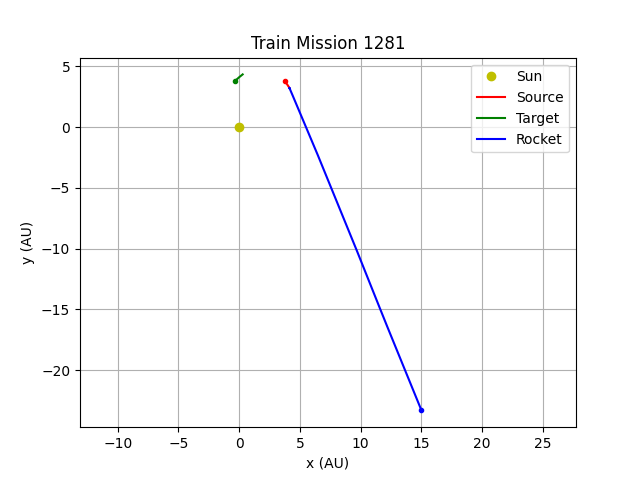 Train Mission 1281
Sun
Source
Target
Rocket
5
0
−5
−10
−15
−20
y (AU)
−10
−5
0
5
10
15
20
25
x (AU)